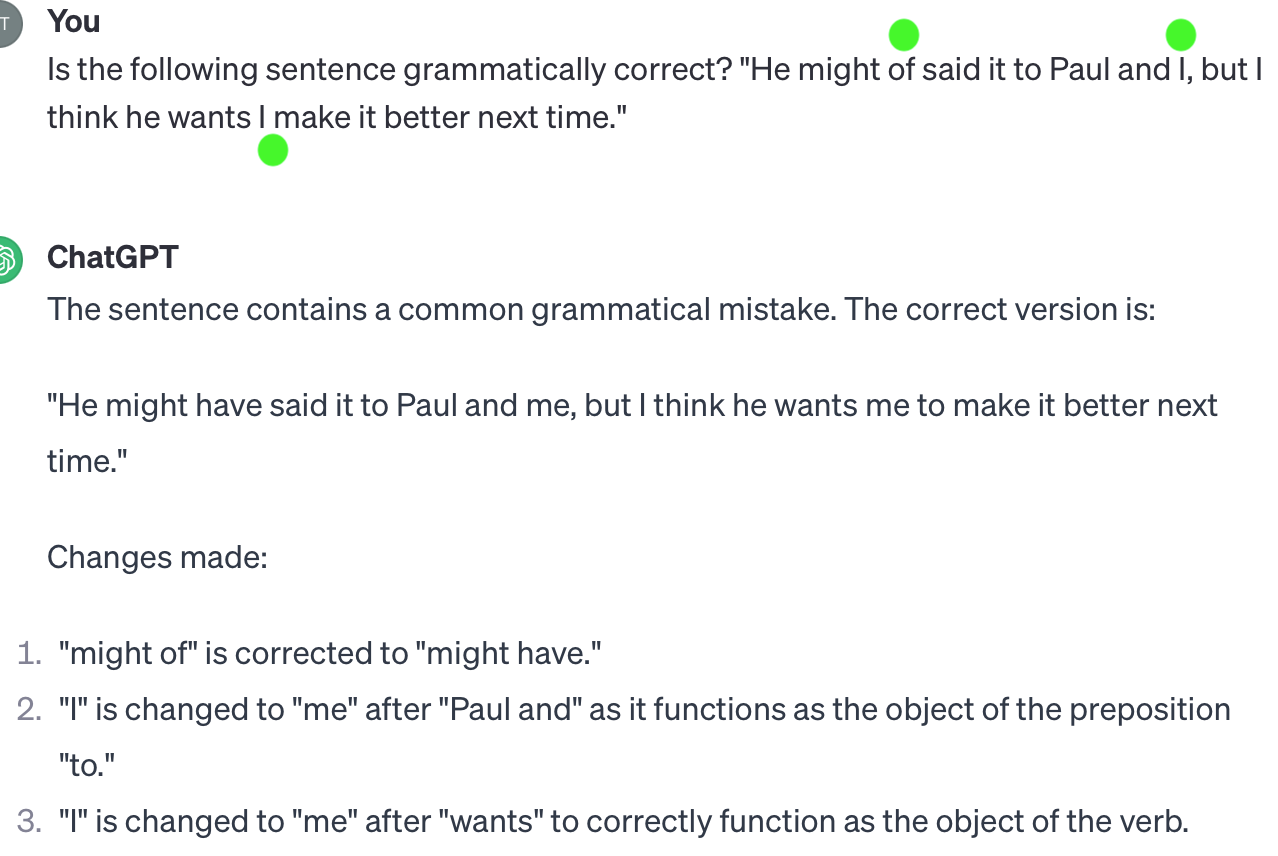 T
You
Is the following sentence grammatically correct? "He might of said it to Paul and I, but I
think he wants I make it better next time."
ChatGPT
The sentence contains a common grammatical mistake. The correct version is:
"He might have said it to Paul and me, but I think he wants me to make it better next
time."
Changes made:
1. "might of" is corrected to "might have."
2. "I" is changed to "me" after "Paul and" as it functions as the object of the preposition
"to."
3. "I" is changed to "me" after "wants" to correctly function as the object of the verb.